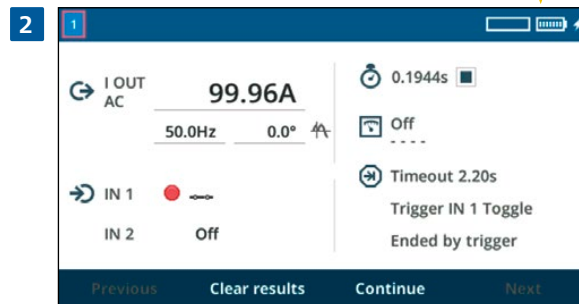 2
1
I OUT
AC
99.96A
50.0Hz 0.0°
IN 1
IN 2 Off
0.1944s
Off
----
Timeout 2.20s
Trigger IN 1 Toggle
Ended by trigger
Previous Clear results Continue Next